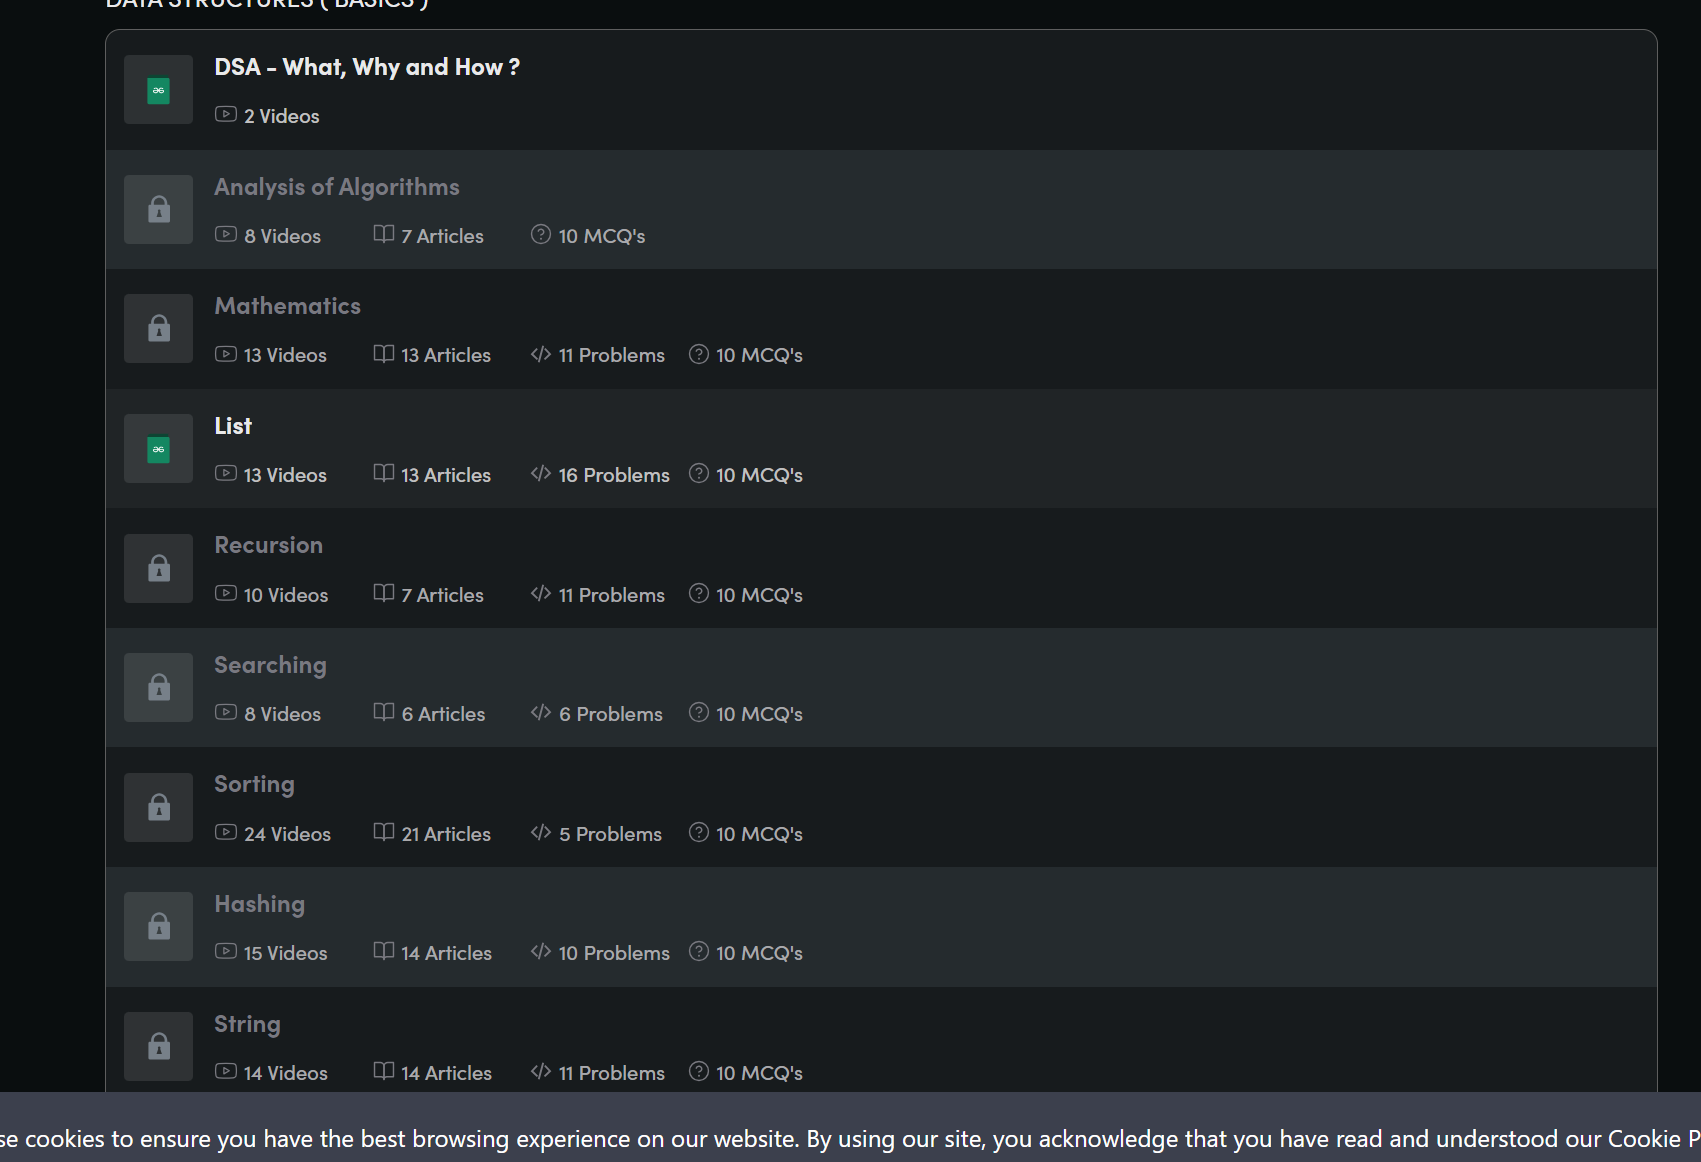 DATA STRUCTURES ( BASICS )
DSA - What, Why and How ?
2 Videos
Analysis of Algorithms
8 Videos 7 Articles 10 MCQ's
Mathematics
13 Videos 13 Articles 11 Problems 10 MCQ's
List
13 Videos 13 Articles 16 Problems 10 MCQ's
Recursion
10 Videos 7 Articles 11 Problems 10 MCQ's
Searching
8 Videos 6 Articles 6 Problems 10 MCQ's
Sorting
24 Videos 21 Articles 5 Problems 10 MCQ's
Hashing
15 Videos 14 Articles 10 Problems 10 MCQ's
String
14 Videos 14 Articles 11 Problems 10 MCQ's
se cookies to ensure you have the best browsing experience on our website. By using our site, you acknowledge that you have read and understood our Cookie P